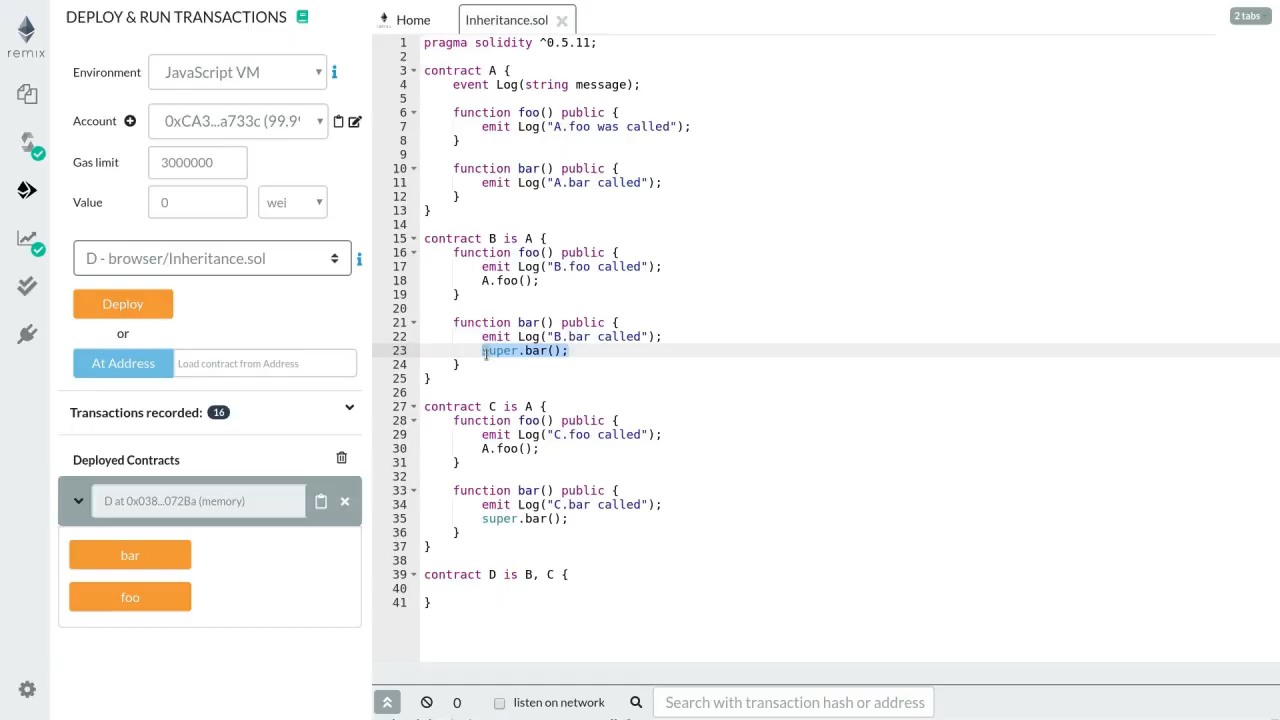 remix
DEPLOY & RUN TRANSACTIONS
Environment
JavaScript VM
Account
0xCA3...a733c (99.9
Gas limit
3000000
Value
0
wei
D - browser/Inheritance.sol
Deploy
or
At Address
Load contract from Address
Transactions recorded: 16
Deployed Contracts
D at 0x038...072Ba (memory)
bar
foo
Home
Inheritance.sol
2 tabs
1 pragma solidity ^0.5.11;
2
3 contract A {
4 event Log(string message);
5
6 function foo() public {
7 emit Log("A.foo was called");
8 }
9
10 function bar() public {
11 emit Log("A.bar called");
12 }
13 }
14
15 contract B is A {
16 function foo() public {
17 emit Log("B.foo called");
18 A.foo();
19 }
20
21 function bar() public {
22 emit Log("B.bar called");
23 super.bar();
24 }
25 }
26
27 contract C is A {
28 function foo() public {
29 emit Log("C.foo called");
30 A.foo();
31 }
32
33 function bar() public {
34 emit Log("C.bar called");
35 super.bar();
36 }
37 }
38
39 contract D is B, C {
40
41 }
0
listen on network
Search with transaction hash or address